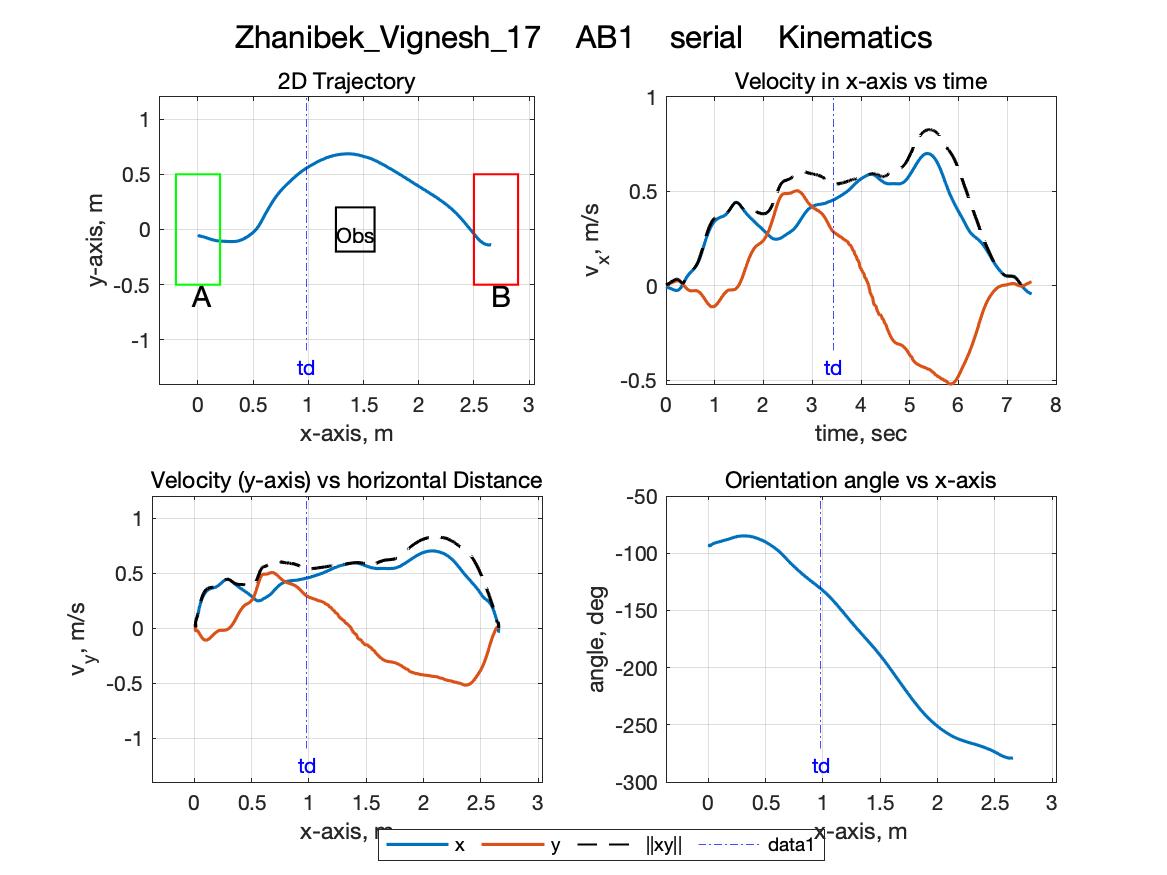 Zhanibek_Vignesh_17 AB1 serial Kinematics
2D Trajectory
1
0.5
0
-0.5
-1
y-axis, m
A
Obs
B
td
0 0.5 1 1.5 2 2.5 3
x-axis, m
Velocity in x-axis vs time
1
0.5
0
-0.5
v_x, m/s
td
0 1 2 3 4 5 6 7 8
time, sec
Velocity (y-axis) vs horizontal Distance
1
0.5
0
-0.5
-1
v_y, m/s
td
0 0.5 1 1.5 2 2.5 3
x-axis, m
Orientation angle vs x-axis
-50
-100
-150
-200
-250
-300
angle, deg
td
0 0.5 1 1.5 2 2.5 3
x-axis, m
x y ||xy|| data1